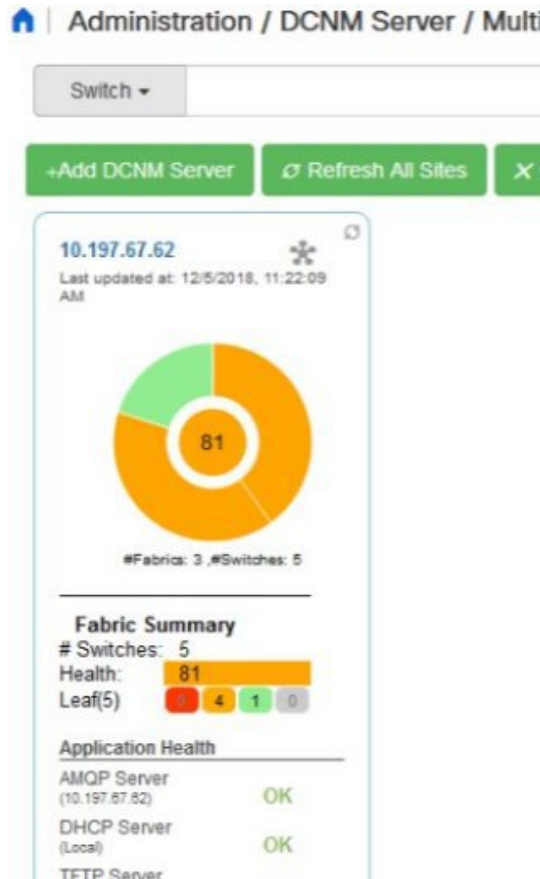 Administration / DCNM Server / Multi
Switch
+Add DCNM Server Refresh All Sites X
10.197.67.62
Last updated at: 12/5/2018, 11:22:09
AM
81
#Fabrics: 3 ,#Switches: 5
Fabric Summary
# Switches: 5
Health: 81
Leaf(5) 0 4 1 0
Application Health
AMQP Server
(10.197.67.62) OK
DHCP Server
(Local) OK
TFTP Server